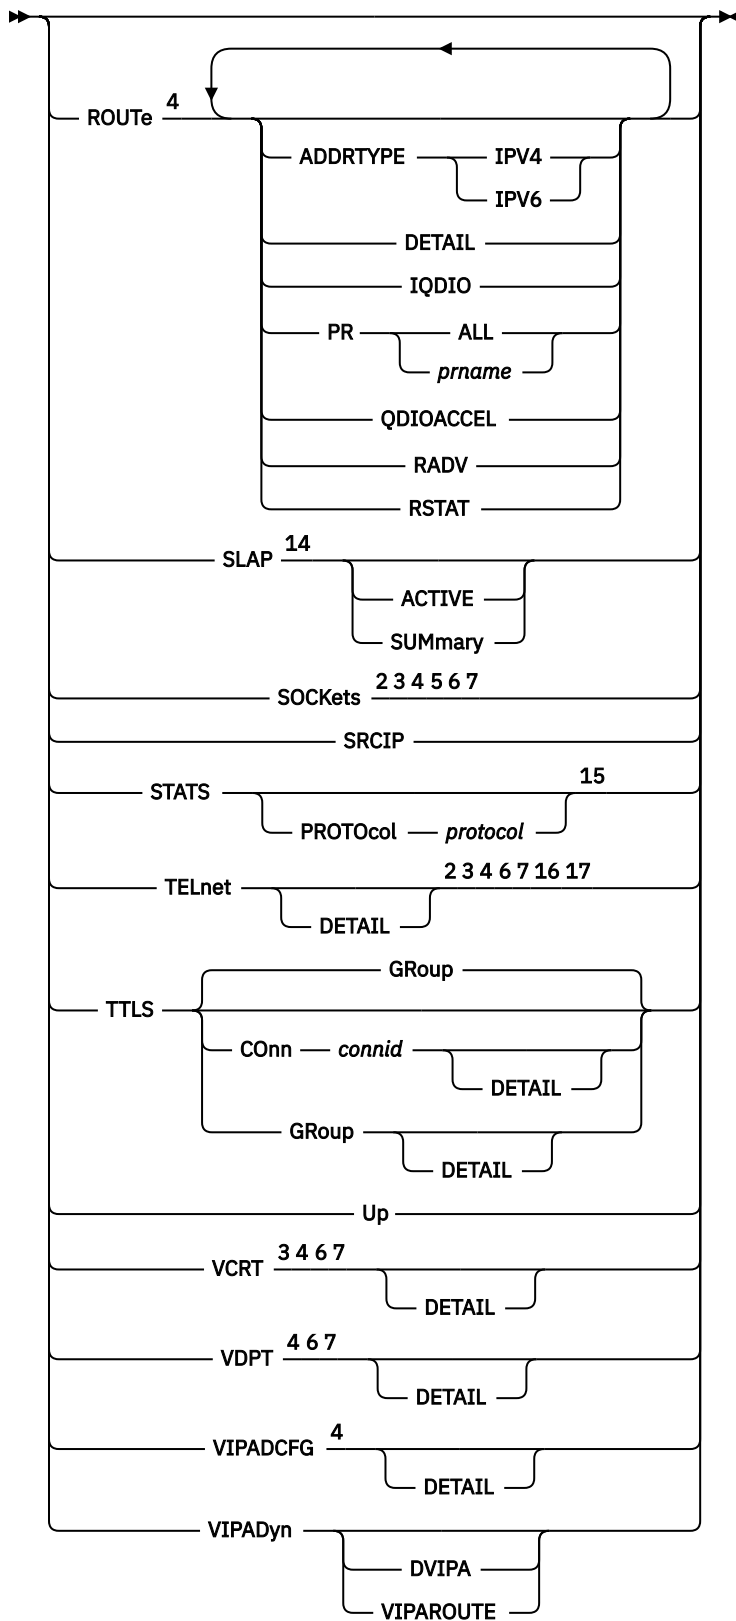 ROUTe 4
ADDRTYPE IPV4
IPV6
DETAIL
IQDIO
PR ALL
prname
QDIOACCEL
RADV
RSTAT
SLAP 14
ACTIVE
SUMmary
SOCKets 2 3 4 5 6 7
SRCIP
STATS 15
PROTOcol protocol
TELnet 2 3 4 6 7 16 17
DETAIL
GRoup
TTLS
COnn connid
DETAIL
GRoup
DETAIL
Up
VCRT 3 4 6 7
DETAIL
VDPT 4 6 7
DETAIL
VIPADCFG 4
DETAIL
VIPADyn
DVIPA
VIPAROUTE